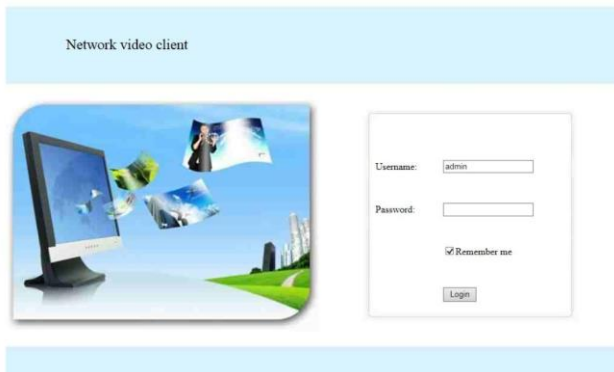 Network video client
Username: admin
Password:
Remember me
Login